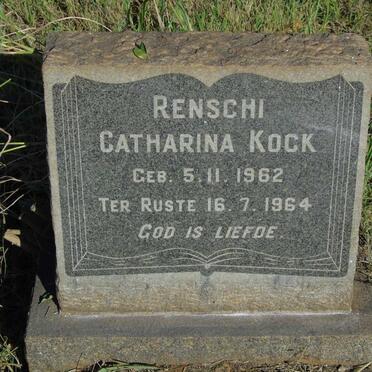 RENSCHI
CATHARINA KOCK
GEB. 5.11.1962
TER RUSTE 16.7.1964
GOD IS LIEFDE